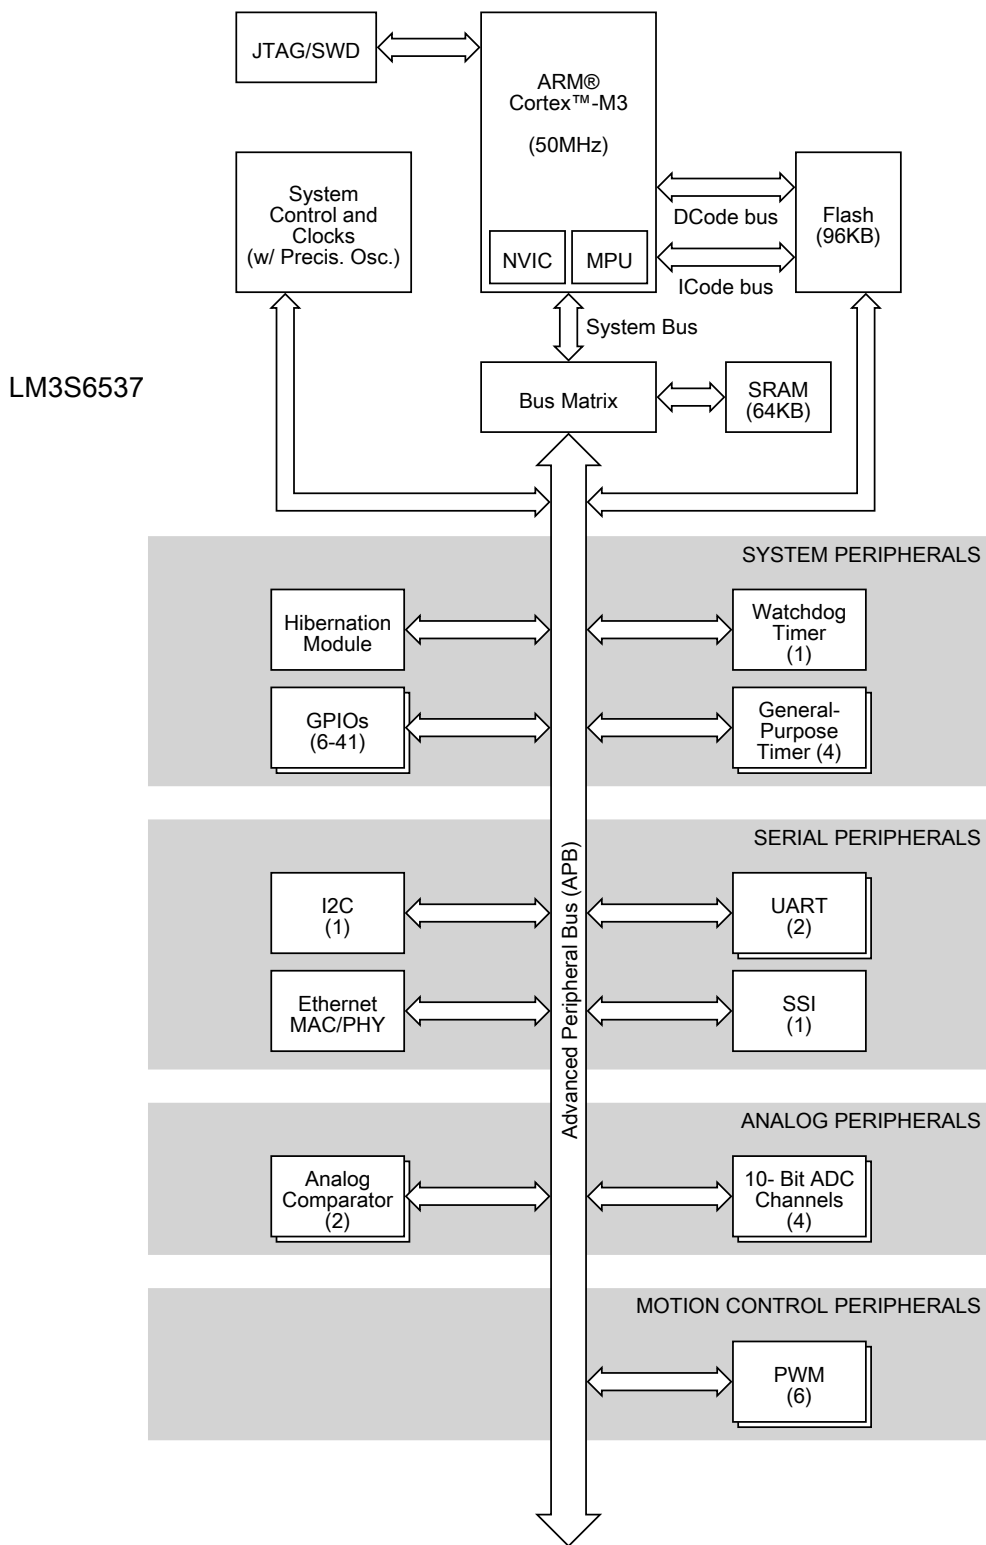 JTAG/SWD
ARM®
Cortex™-M3
(50MHz)
NVIC
MPU
System
Control and
Clocks
(w/ Precis. Osc.)
DCode bus
ICode bus
Flash
(96KB)
System Bus
LM3S6537
Bus Matrix
SRAM
(64KB)
SYSTEM PERIPHERALS
Hibernation
Module
Watchdog
Timer
(1)
GPIOs
(6-41)
General-
Purpose
Timer (4)
Advanced Peripheral Bus (APB)
SERIAL PERIPHERALS
I2C
(1)
UART
(2)
Ethernet
MAC/PHY
SSI
(1)
ANALOG PERIPHERALS
Analog
Comparator
(2)
10- Bit ADC
Channels
(4)
MOTION CONTROL PERIPHERALS
PWM
(6)